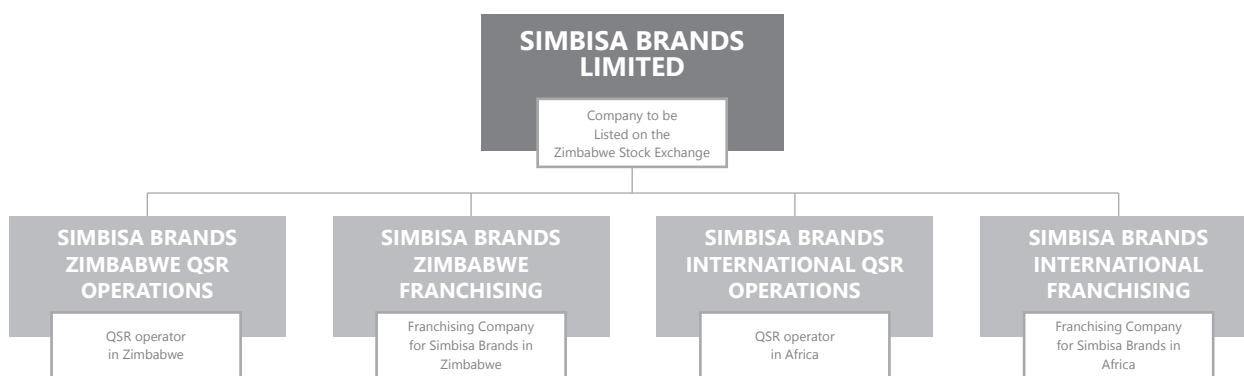 SIMBISA BRANDS
LIMITED
Company to be
Listed on the
Zimbabwe Stock Exchange
SIMBISA BRANDS
ZIMBABWE QSR
OPERATIONS
QSR operator
in Zimbabwe
SIMBISA BRANDS
ZIMBABWE
FRANCHISING
Franchising Company
for Simbisa Brands in
Zimbabwe
SIMBISA BRANDS
INTERNATIONAL QSR
OPERATIONS
QSR operator
in Africa
SIMBISA BRANDS
INTERNATIONAL
FRANCHISING
Franchising Company
for Simbisa Brands in
Africa